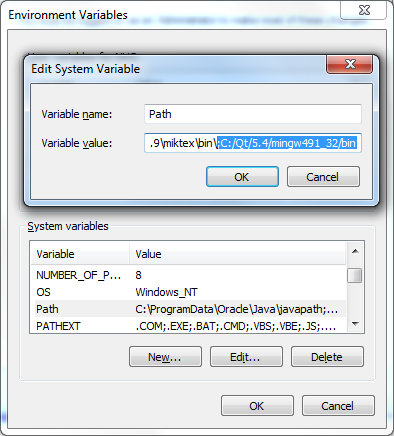 Environment Variables
Edit System Variable
Variable name:
Path
Variable value:
.9\miktex\bin\;C:/Qt/5.4/mingw491_32/bin
OK
Cancel
System variables
Variable
Value
NUMBER_OF_P...
8
OS
Windows_NT
Path
C:\ProgramData\Oracle\Java\javapath;...
PATHEXT
.COM;.EXE;.BAT;.CMD;.VBS;.VBE;.JS;....
New...
Edit...
Delete
OK
Cancel